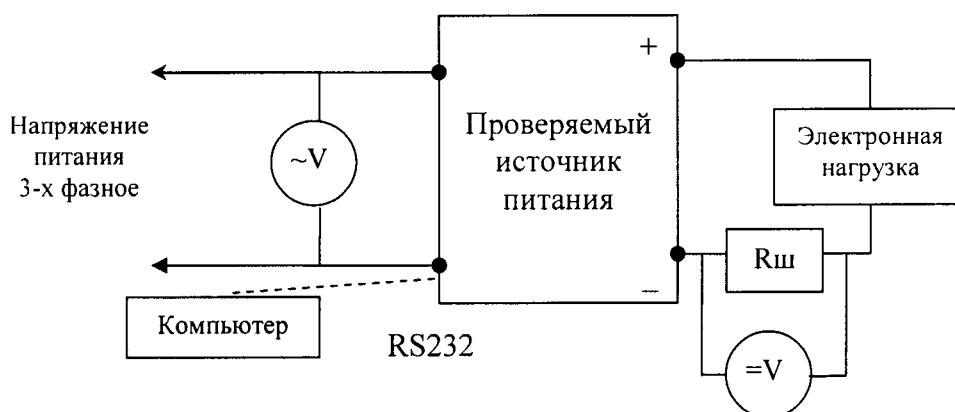 Напряжение
питания
3-х фазное
~V
+
Проверяемый
источник
питания
–
Электронная
нагрузка
Rш
=V
Компьютер
RS232